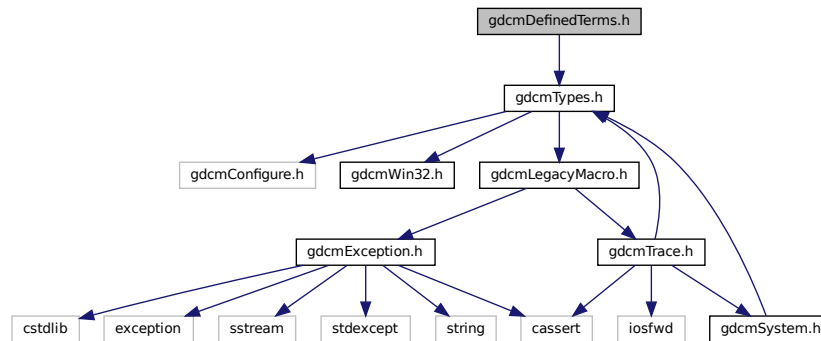 gdcmDefinedTerms.h
gdcmTypes.h
gdcmConfigure.h
gdcmWin32.h
gdcmLegacyMacro.h
gdcmException.h
gdcmTrace.h
cstdlib
exception
sstream
stdexcept
string
cassert
iosfwd
gdcmSystem.h